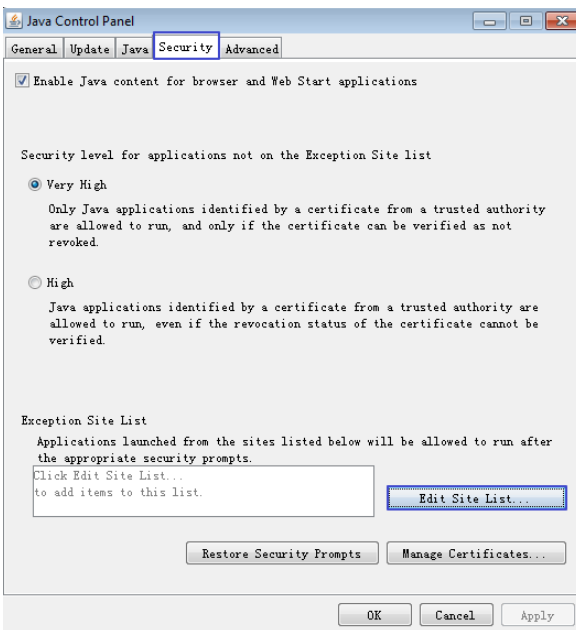 Java Control Panel
General Update Java Security Advanced
Enable Java content for browser and Web Start applications
Security level for applications not on the Exception Site list
Very High
Only Java applications identified by a certificate from a trusted authority
are allowed to run, and only if the certificate can be verified as not
revoked.
High
Java applications identified by a certificate from a trusted authority are
allowed to run, even if the revocation status of the certificate cannot be
verified.
Exception Site List
Applications launched from the sites listed below will be allowed to run after
the appropriate security prompts.
Click Edit Site List...
to add items to this list.
Edit Site List...
Restore Security Prompts Manage Certificates...
OK Cancel Apply